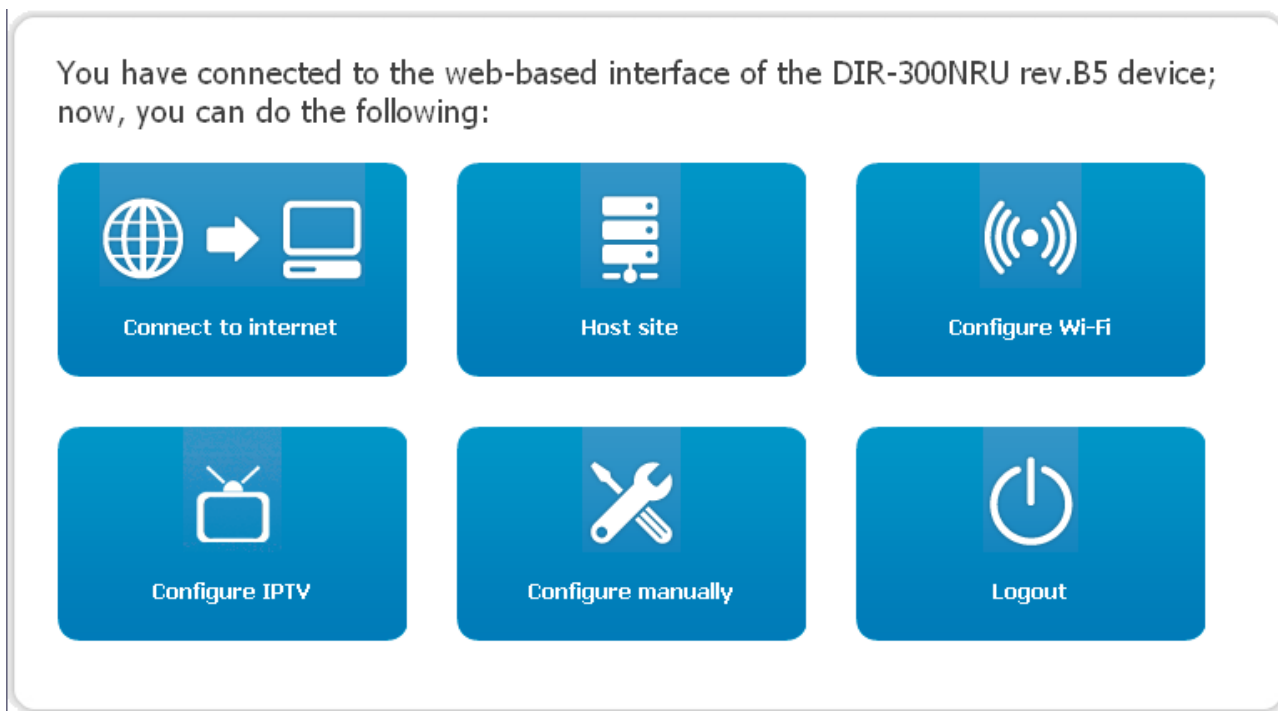 You have connected to the web-based interface of the DIR-300NRU rev.B5 device;
now, you can do the following:
Connect to internet
Host site
Configure Wi-Fi
Configure IPTV
Configure manually
Logout